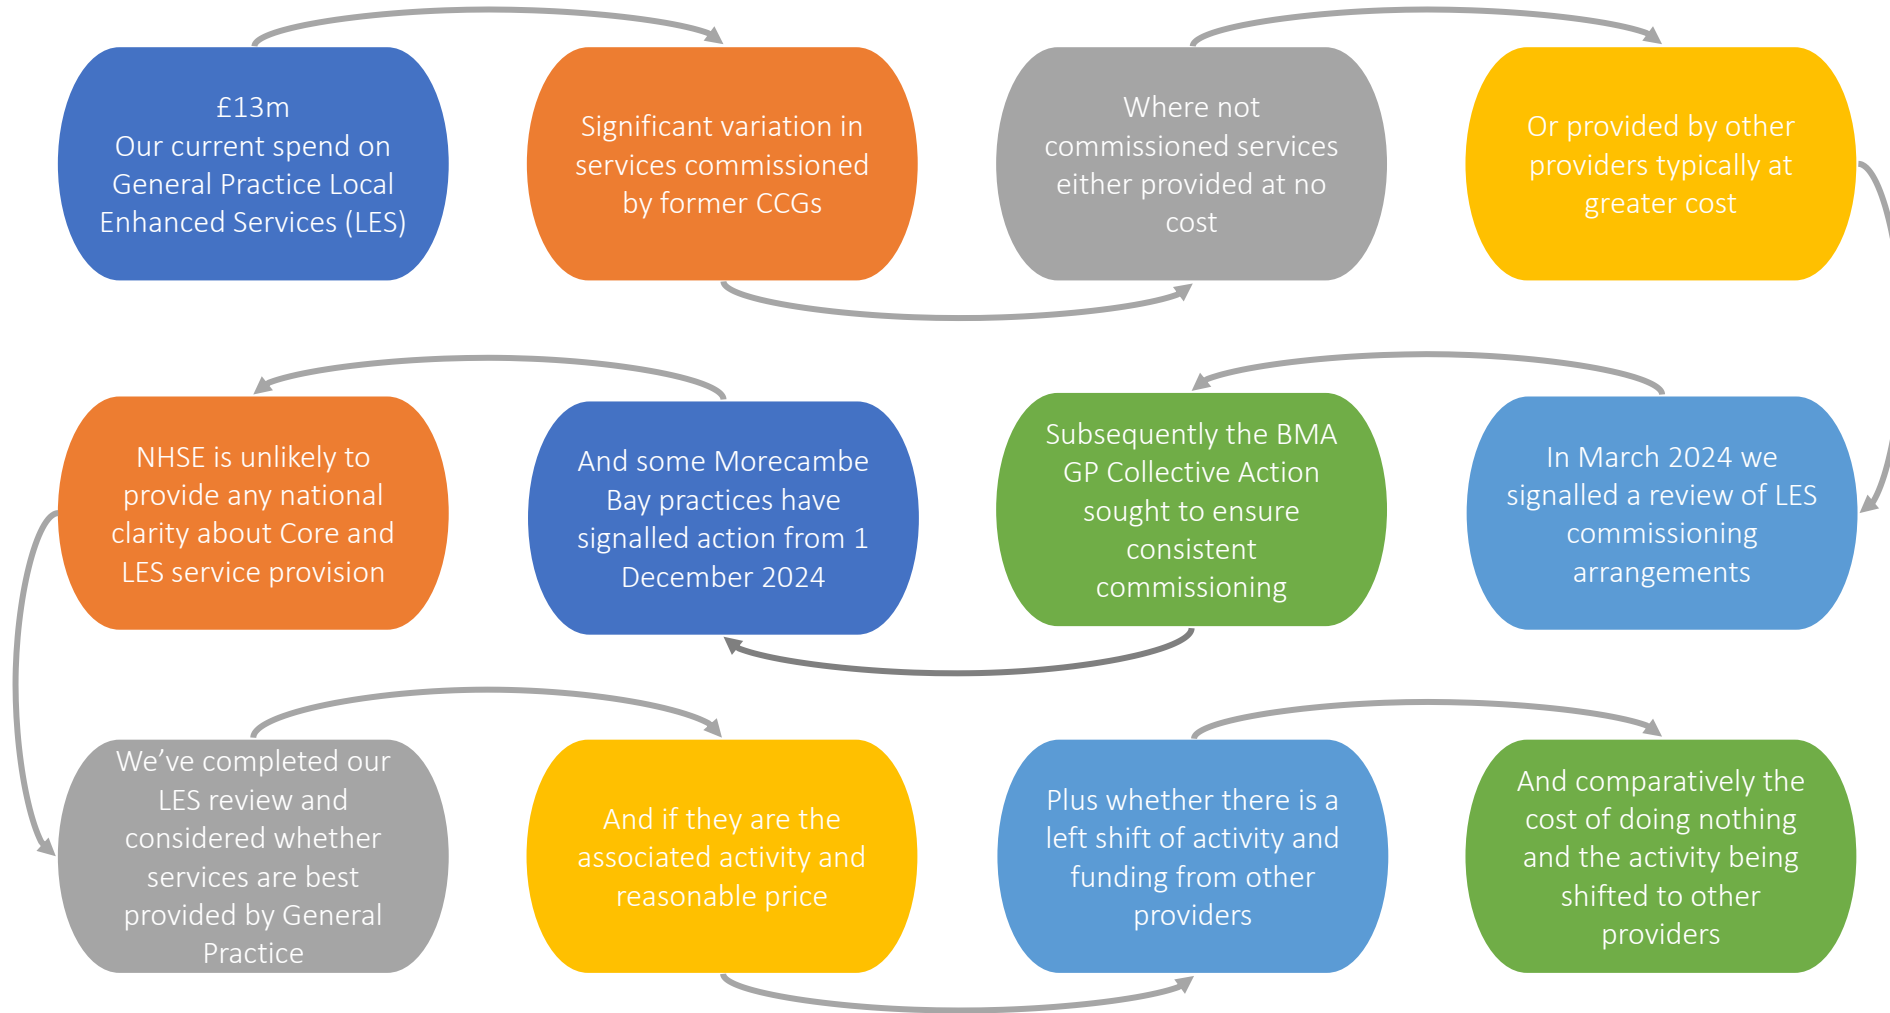 £13m
Our current spend on
General Practice Local
Enhanced Services (LES)
Significant variation in
services commissioned
by former CCGs
Where not
commissioned services
either provided at no
cost
Or provided by other
providers typically at
greater cost
In March 2024 we
signalled a review of LES
commissioning
arrangements
Subsequently the BMA
GP Collective Action
sought to ensure
consistent
commissioning
And some Morecambe
Bay practices have
signalled action from 1
December 2024
NHSE is unlikely to
provide any national
clarity about Core and
LES service provision
We’ve completed our
LES review and
considered whether
services are best
provided by General
Practice
And if they are the
associated activity and
reasonable price
Plus whether there is a
left shift of activity and
funding from other
providers
And comparatively the
cost of doing nothing
and the activity being
shifted to other
providers